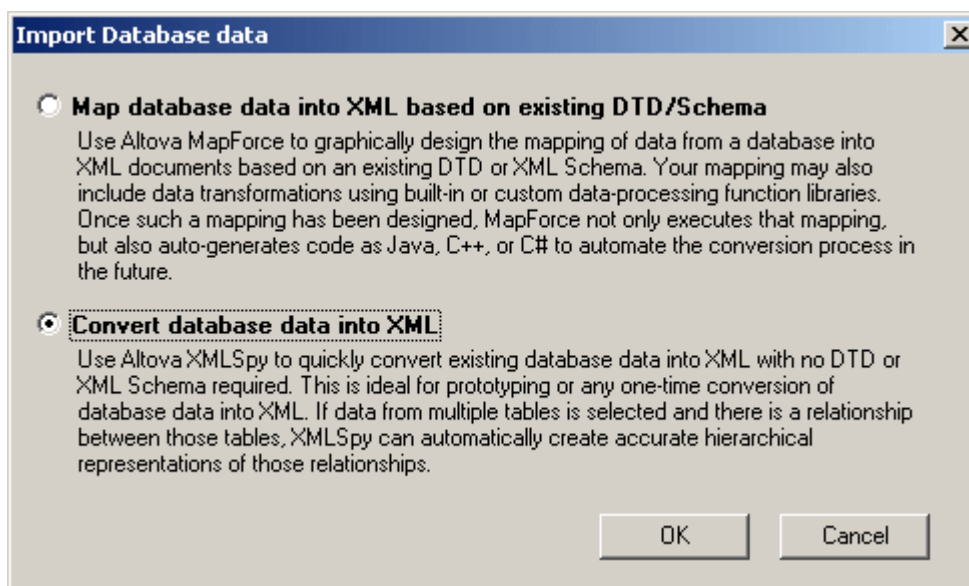 Import Database data
Map database data into XML based on existing DTD/Schema
Use Altova MapForce to graphically design the mapping of data from a database into
XML documents based on an existing DTD or XML Schema. Your mapping may also
include data transformations using built-in or custom data-processing function libraries.
Once such a mapping has been designed, MapForce not only executes that mapping,
but also auto-generates code as Java, C++, or C# to automate the conversion process in
the future.
Convert database data into XML
Use Altova XMLSpy to quickly convert existing database data into XML with no DTD or
XML Schema required. This is ideal for prototyping or any one-time conversion of
database data into XML. If data from multiple tables is selected and there is a relationship
between those tables, XMLSpy can automatically create accurate hierarchical
representations of those relationships.
OK
Cancel